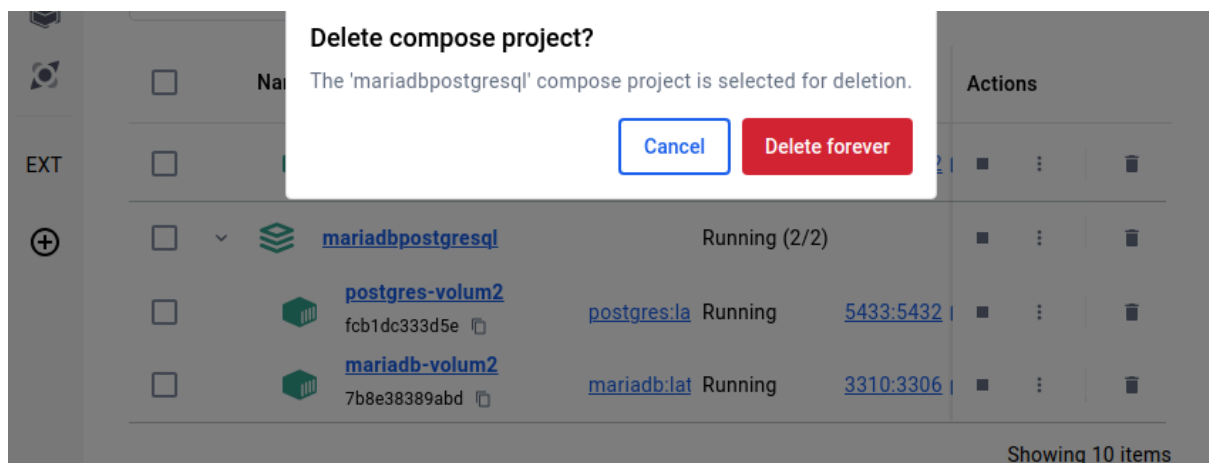 Delete compose project?
The 'mariadbpostgresql' compose project is selected for deletion.
Cancel
Delete forever
Actions
EXT
mariadbpostgresql
Running (2/2)
postgres-volum2
fcb1dc333d5e
postgres:la
Running
5433:5432
mariadb-volum2
7b8e38389abd
mariadb:lat
Running
3310:3306
Showing 10 items